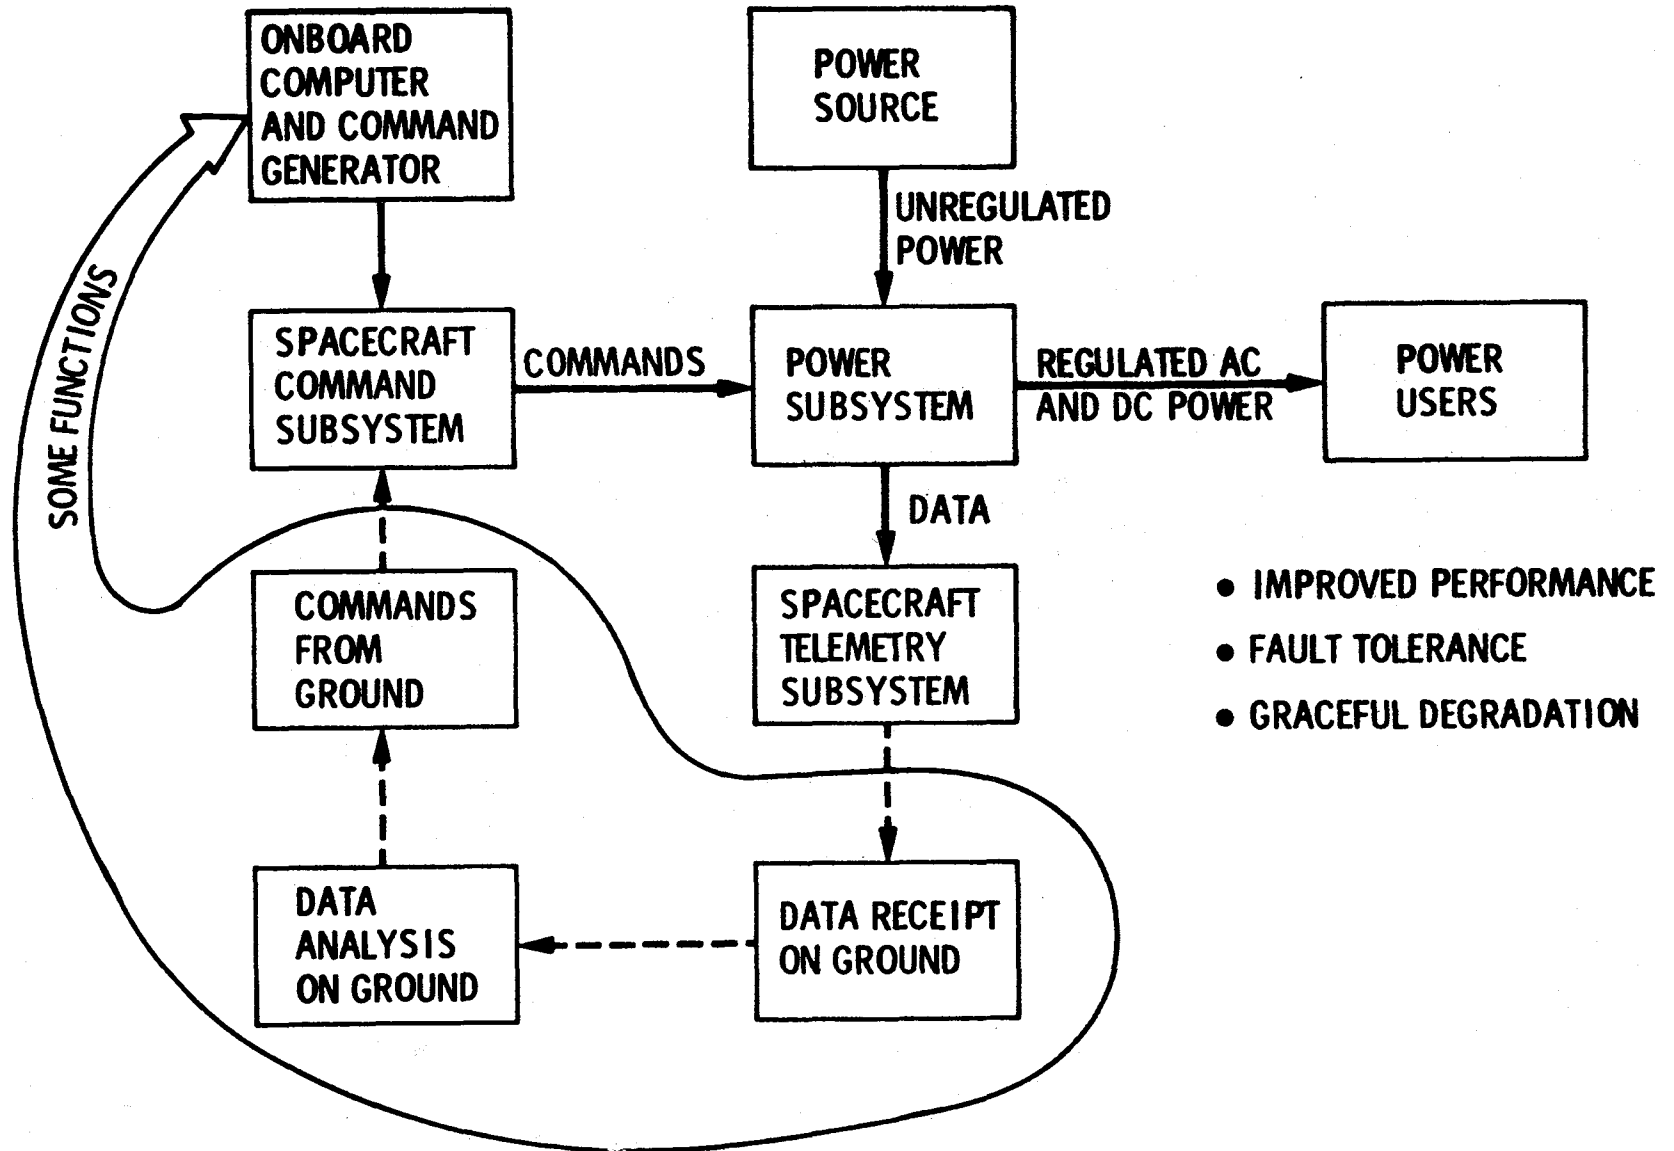 ONBOARD
COMPUTER
AND COMMAND
GENERATOR
POWER
SOURCE
UNREGULATED
POWER
SOME FUNCTIONS
SPACECRAFT
COMMAND
SUBSYSTEM
COMMANDS
POWER
SUBSYSTEM
REGULATED AC
AND DC POWER
POWER
USERS
DATA
COMMANDS
FROM
GROUND
SPACECRAFT
TELEMETRY
SUBSYSTEM
• IMPROVED PERFORMANCE
• FAULT TOLERANCE
• GRACEFUL DEGRADATION
DATA
ANALYSIS
ON GROUND
DATA RECEIPT
ON GROUND